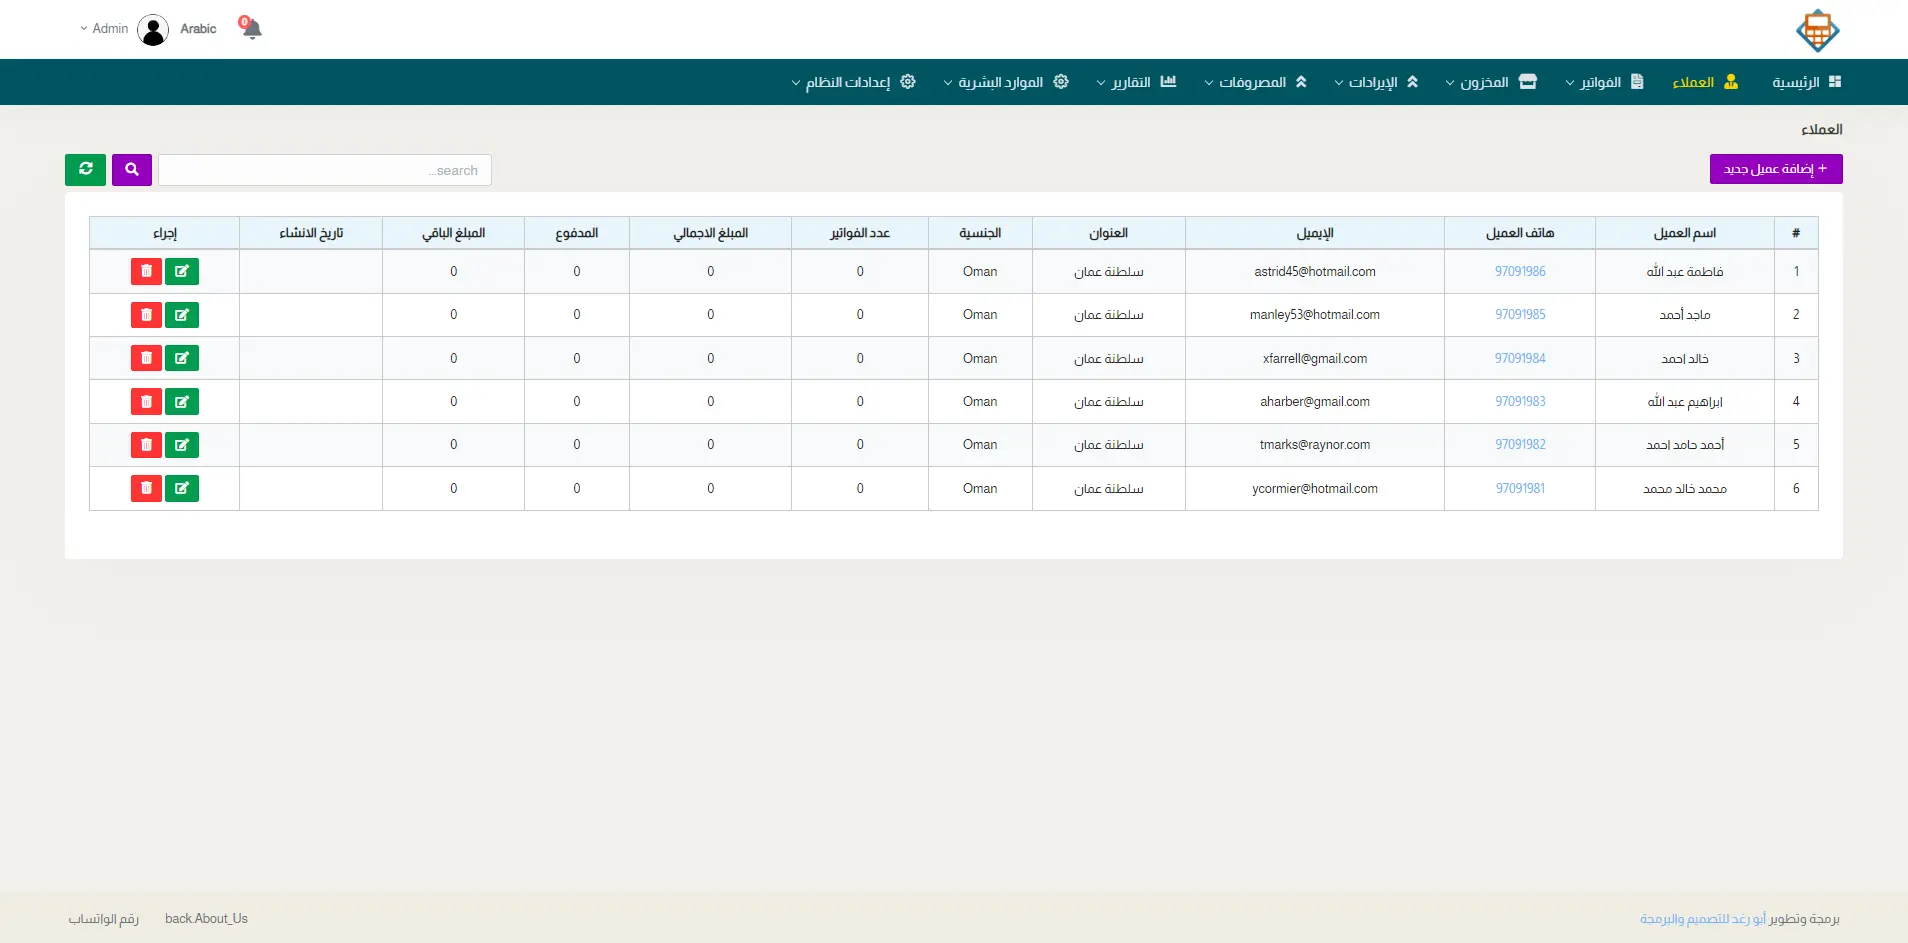 0 Arabic Admin
الرئيسية العملاء الفواتير المخزون الإيرادات المصروفات التقارير الموارد البشرية إعدادات النظام
العملاء
+ إضافة عميل جديد search...
# اسم العميل هاتف العميل الإيميل العنوان الجنسية عدد الفواتير المبلغ الاجمالي المدفوع المبلغ الباقي تاريخ الانشاء إجراء
1 فاطمة عبد الله 97091986 astrid45@hotmail.com سلطنة عمان Oman 0 0 0 0
2 ماجد أحمد 97091985 manley53@hotmail.com سلطنة عمان Oman 0 0 0 0
3 خالد احمد 97091984 xfarrell@gmail.com سلطنة عمان Oman 0 0 0 0
4 ابراهيم عبد الله 97091983 aharber@gmail.com سلطنة عمان Oman 0 0 0 0
5 أحمد حامد احمد 97091982 tmarks@raynor.com سلطنة عمان Oman 0 0 0 0
6 محمد خالد محمد 97091981 ycormier@hotmail.com سلطنة عمان Oman 0 0 0 0
برمجة وتطوير أبو رغد للتصميم والبرمجة back.About_Us رقم الواتساب